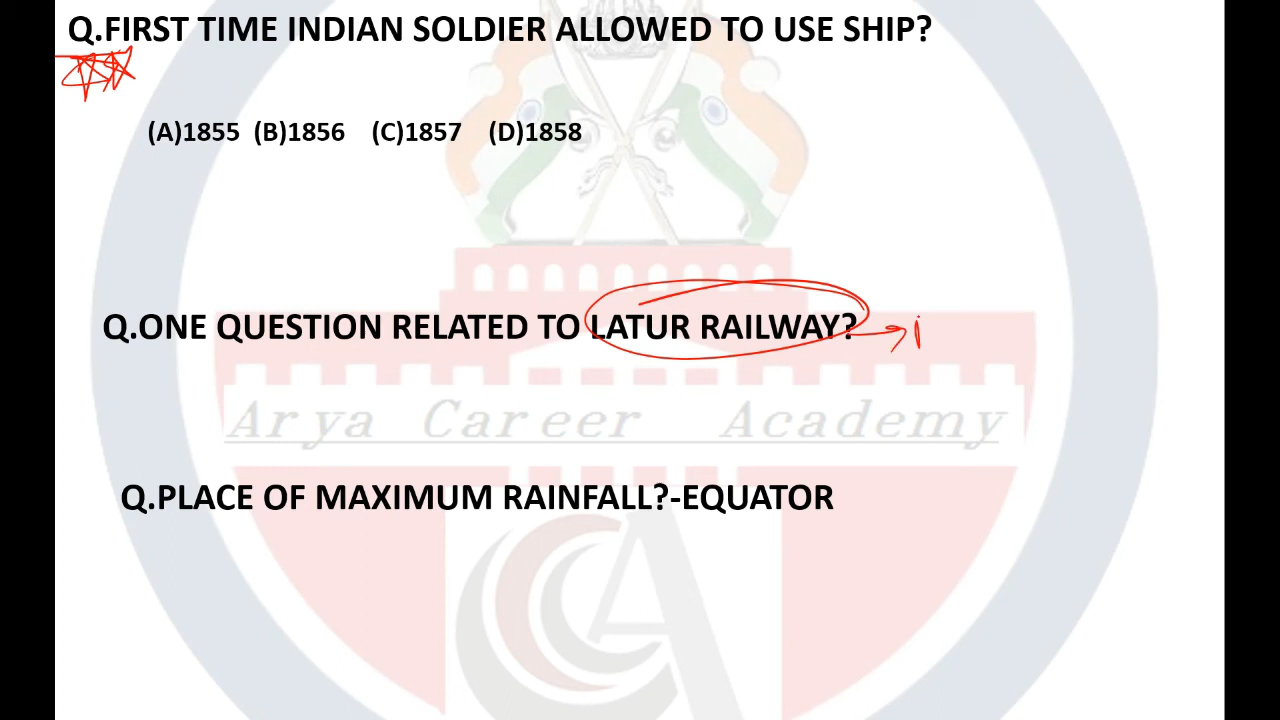 Q.FIRST TIME INDIAN SOLDIER ALLOWED TO USE SHIP?
(A)1855 (B)1856 (C)1857 (D)1858
Q.ONE QUESTION RELATED TO LATUR RAILWAY?
Arya Career Academy
Q.PLACE OF MAXIMUM RAINFALL?-EQUATOR